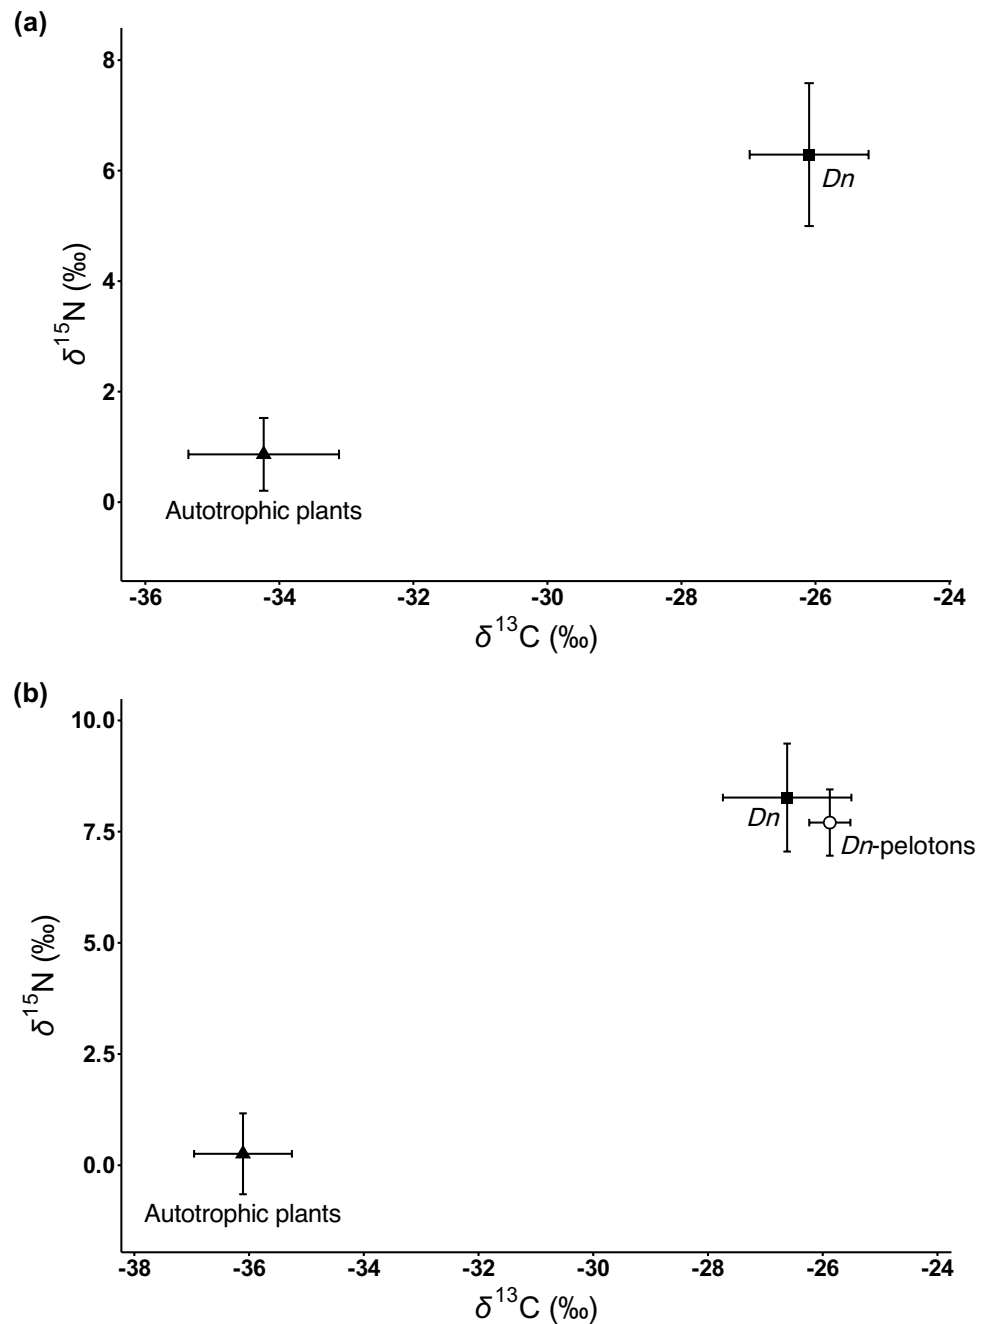 (a)
8
6
4
2
0
δ15N (‰)
Dn
Autotrophic plants
-36 -34 -32 -30 -28 -26 -24
δ13C (‰)
(b)
10.0
7.5
5.0
2.5
0.0
δ15N (‰)
Dn
Dn-pelotons
Autotrophic plants
-38 -36 -34 -32 -30 -28 -26 -24
δ13C (‰)